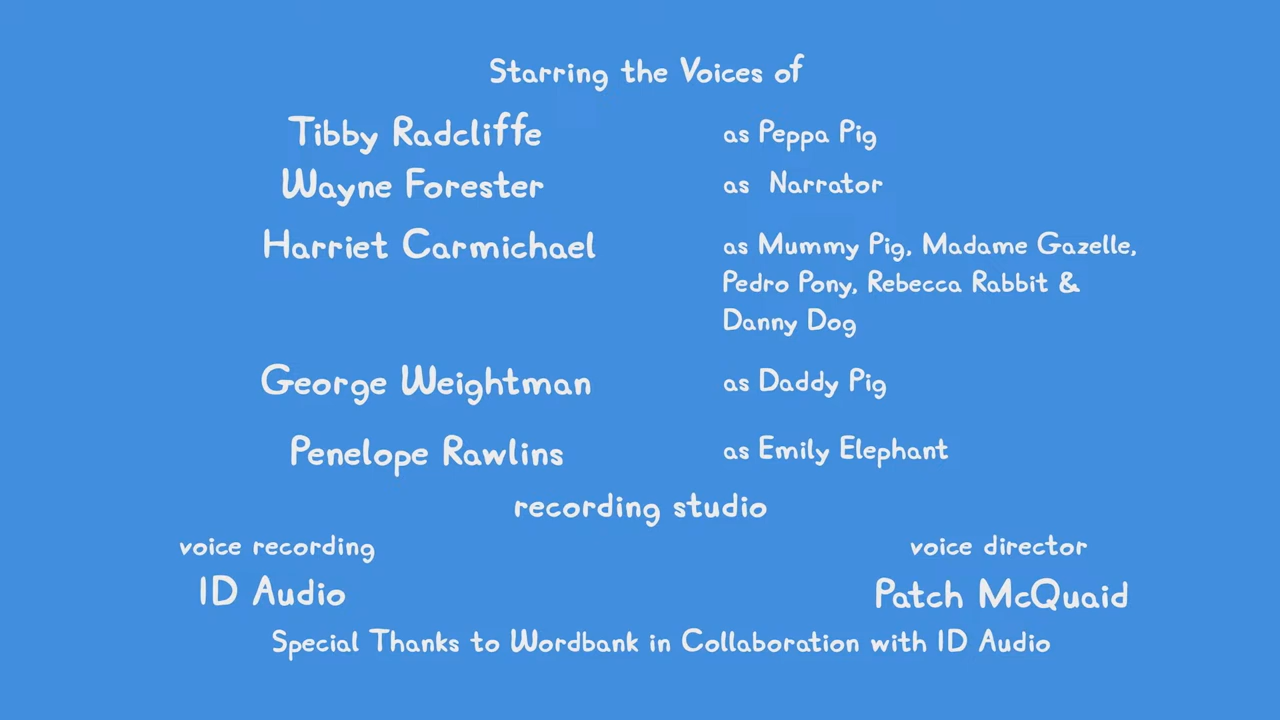 Starring the Voices of
Tibby Radcliffe as Peppa Pig
Wayne Forester as Narrator
Harriet Carmichael as Mummy Pig, Madame Gazelle,
Pedro Pony, Rebecca Rabbit &
Danny Dog
George Weightman as Daddy Pig
Penelope Rawlins as Emily Elephant
recording studio
voice recording voice director
ID Audio Patch McQuaid
Special Thanks to Wordbank in Collaboration with ID Audio